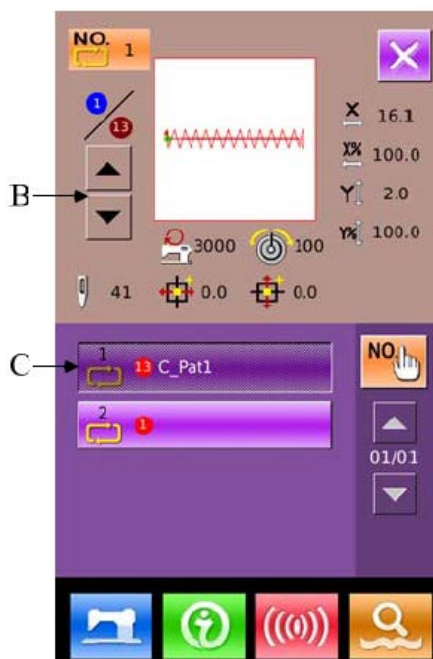 NO. 1
1
13
X 16.1
X% 100.0
Y 2.0
Y% 100.0
B
3000
100
41
0.0
0.0
C
1 13 C_Pat1
2 1
NO.
01/01